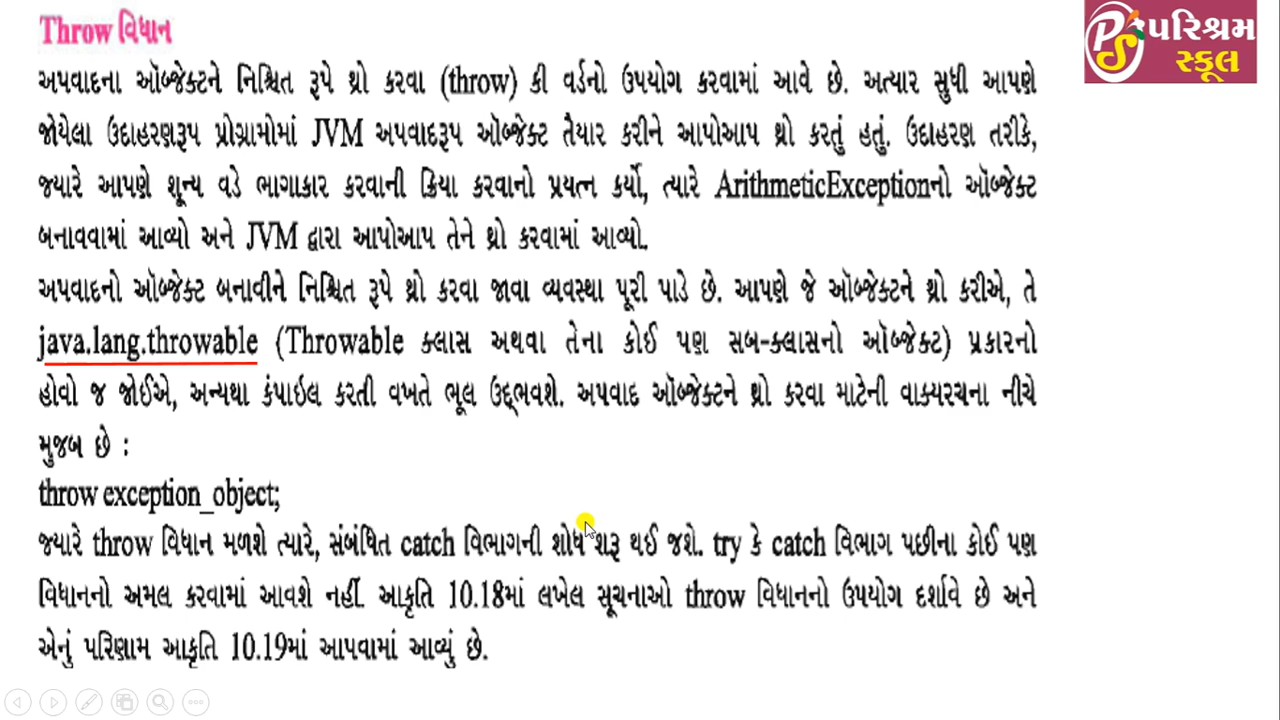 Throw વિધાન
પરિશ્રમ
સ્કૂલ
અપવાદના ઑબ્જેક્ટને નિશ્ચિત રૂપે થ્રો કરવા (throw) કી વર્ડનો ઉપયોગ કરવામાં આવે છે. અત્યાર સુધી આપણે
જોયેલા ઉદાહરણરૂપ પ્રોગ્રામોમાં JVM અપવાદરૂપ ઑબ્જેક્ટ તૈયાર કરીને આપોઆપ થ્રો કરતું હતું. ઉદાહરણ તરીકે,
જ્યારે આપણે શૂન્ય વડે ભાગાકાર કરવાની ક્રિયા કરવાનો પ્રયત્ન કર્યો, ત્યારે ArithmeticExceptionનો ઑબ્જેક્ટ
બનાવવામાં આવ્યો અને JVM દ્વારા આપોઆપ તેને થ્રો કરવામાં આવ્યો.
અપવાદનો ઑબ્જેક્ટ બનાવીને નિશ્ચિત રૂપે થ્રો કરવા જાવા વ્યવસ્થા પૂરી પાડે છે. આપણે જે ઑબ્જેક્ટને થ્રો કરીએ, તે
java.lang.throwable (Throwable ક્લાસ અથવા તેના કોઈ પણ સબ-ક્લાસનો ઑબ્જેક્ટ) પ્રકારનો
હોવો જ જોઈએ, અન્યથા કંપાઇલ કરતી વખતે ભૂલ ઉદ્ભવશે. અપવાદ ઑબ્જેક્ટને થ્રો કરવા માટેની વાક્યરચના નીચે
મુજબ છે :
throw exception_object;
જ્યારે throw વિધાન મળશે ત્યારે, સંબંધિત catch વિભાગની શોધ શરૂ થઈ જશે. try કે catch વિભાગ પછીના કોઈ પણ
વિધાનનો અમલ કરવામાં આવશે નહીં. આકૃતિ 10.18માં લખેલ સૂચનાઓ throw વિધાનનો ઉપયોગ દર્શાવે છે અને
એનું પરિણામ આકૃતિ 10.19માં આપવામાં આવ્યું છે.